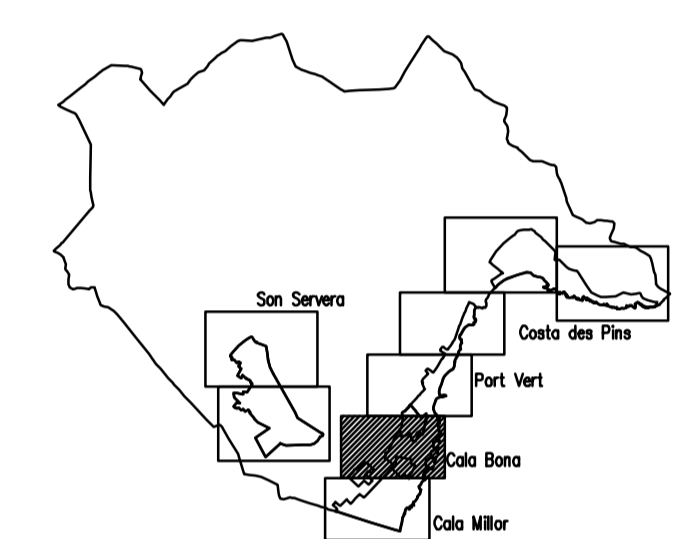 Son Servera
Costa des Pins
Port Vert
Cala Bona
Cala Millor